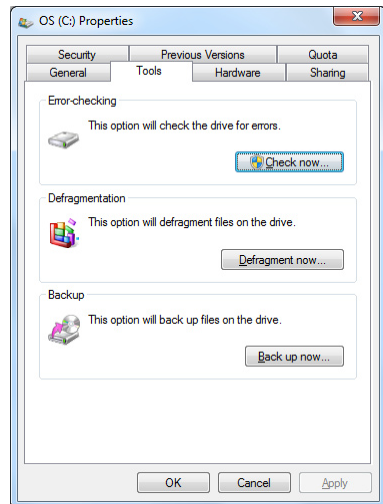 OS (C:) Properties
Security Previous Versions Quota
General Tools Hardware Sharing
Error-checking
This option will check the drive for errors.
Check now...
Defragmentation
This option will defragment files on the drive.
Defragment now...
Backup
This option will back up files on the drive.
Back up now...
OK Cancel Apply